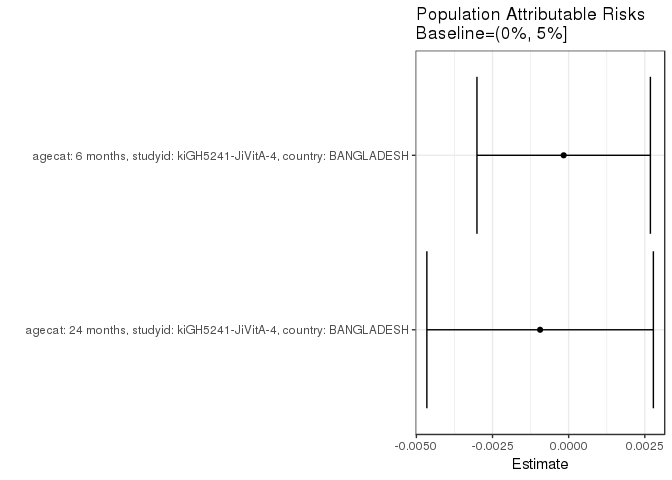 Population Attributable Risks
Baseline=(0%, 5%]
agecat: 6 months, studyid: kiGH5241-JiVitA-4, country: BANGLADESH
agecat: 24 months, studyid: kiGH5241-JiVitA-4, country: BANGLADESH
-0.0050 -0.0025 0.0000 0.0025
Estimate